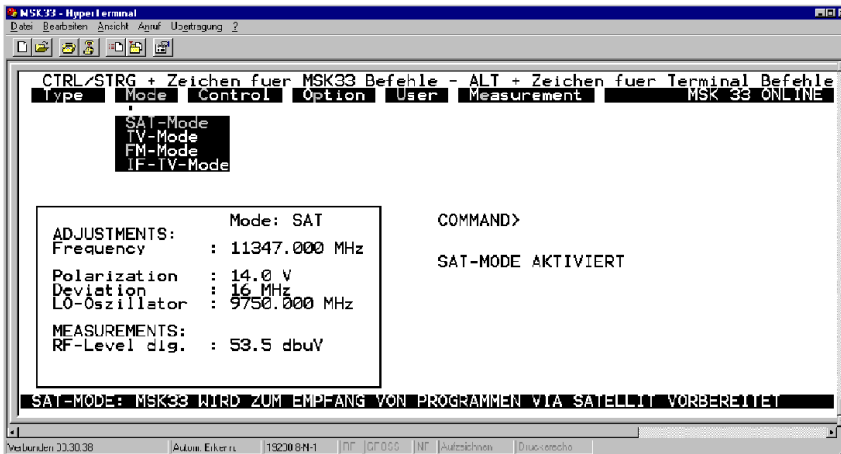 MSK33 - HyperTerminal
Datei Bearbeiten Ansicht Anruf Übertragung ?
CTRL/STRG + Zeichen fuer MSK33 Befehle - ALT + Zeichen fuer Terminal Befehle
Type Mode Control Option User Measurement MSK 33 ONLINE
SAT-Mode
TV-Mode
FM-Mode
IF-TV-Mode
Mode: SAT
ADJUSTMENTS:
Frequency : 11347.000 MHz
Polarization : 14.0 V
Deviation : 16 MHz
LO-Oszillator : 9750.000 MHz
MEASUREMENTS:
RF-Level dig. : 53.5 dbuV
COMMAND>
SAT-MODE AKTIVIERT
SAT-MODE: MSK33 WIRD ZUM EMPFANG VON PROGRAMMEN VIA SATELLIT VORBEREITET
Verbunden 00:30:38 Autom. Erkenn. 19200 8-N-1 RF GROSS NF Aufzeichnen Druckerecho